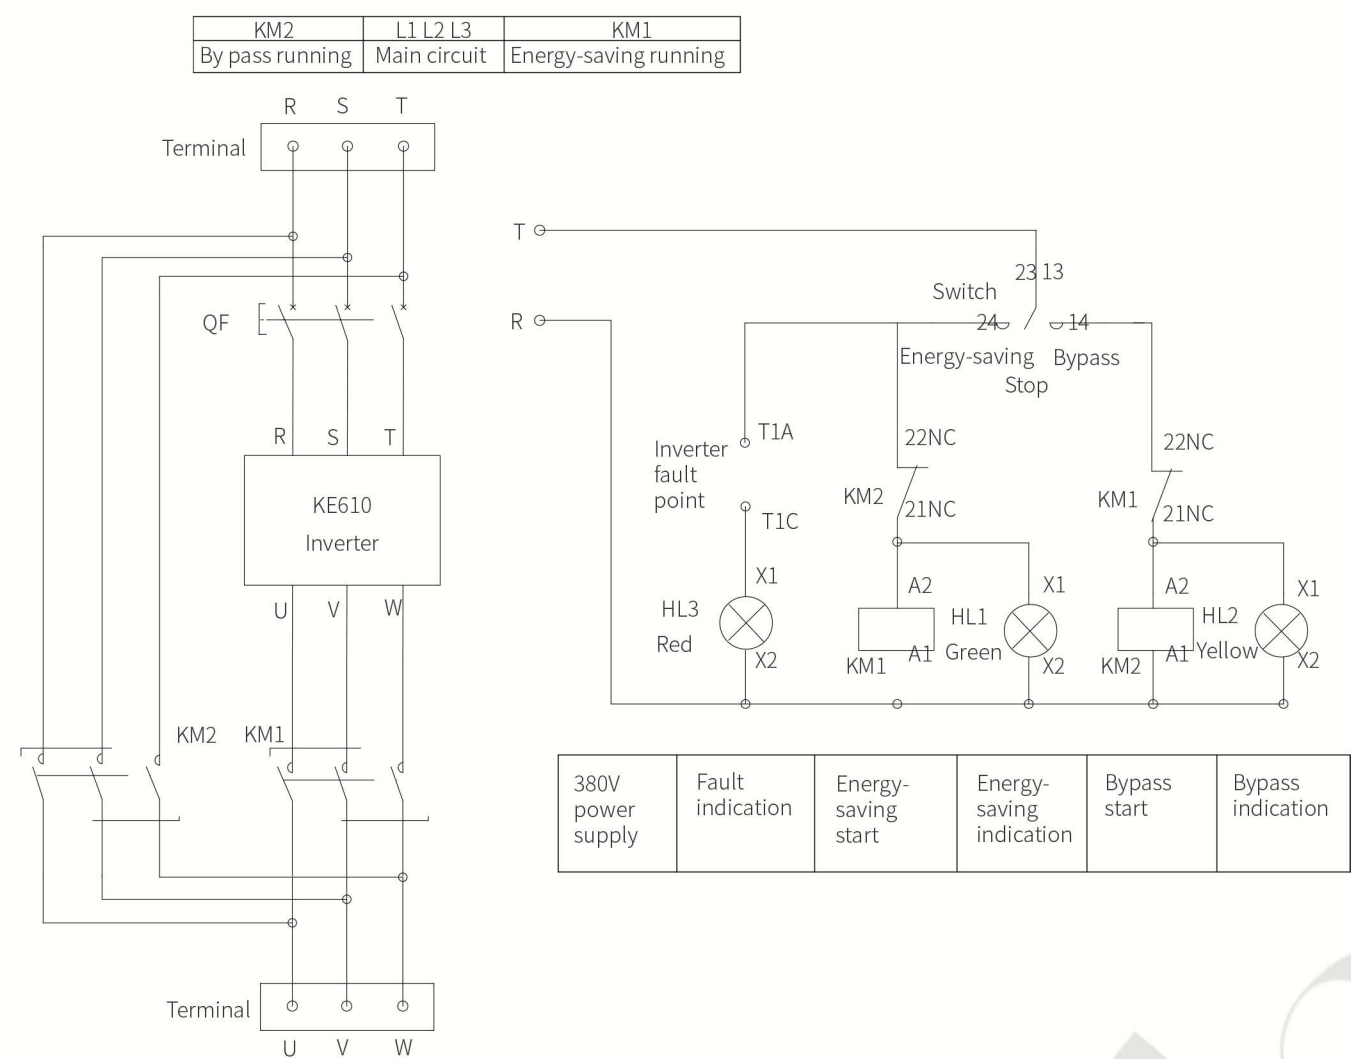 KM2 L1 L2 L3 KM1
By pass running Main circuit Energy-saving running
R S T
Terminal
QF
R S T
KE610
Inverter
U V W
KM2 KM1
Terminal
U V W
T
23 13
Switch
R
24 14
Energy-saving Bypass
Stop
T1A
Inverter
fault
point
T1C
22NC
KM2
21NC
22NC
KM1
21NC
X1
HL3
Red
X2
A2
KM1 A1
X1
HL1
Green
X2
A2
KM2 A1
X1
HL2
Yellow
X2
380V
power
supply
Fault
indication
Energy-
saving
start
Energy-
saving
indication
Bypass
start
Bypass
indication